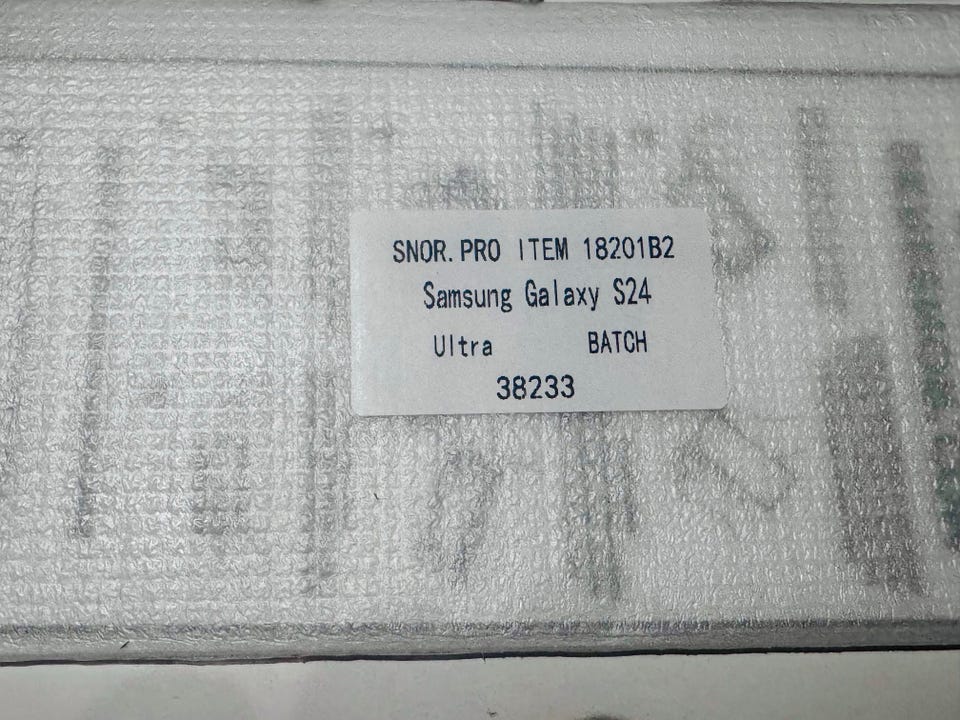 SNOR.PRO ITEM 18201B2
Samsung Galaxy S24
Ultra BATCH
38233